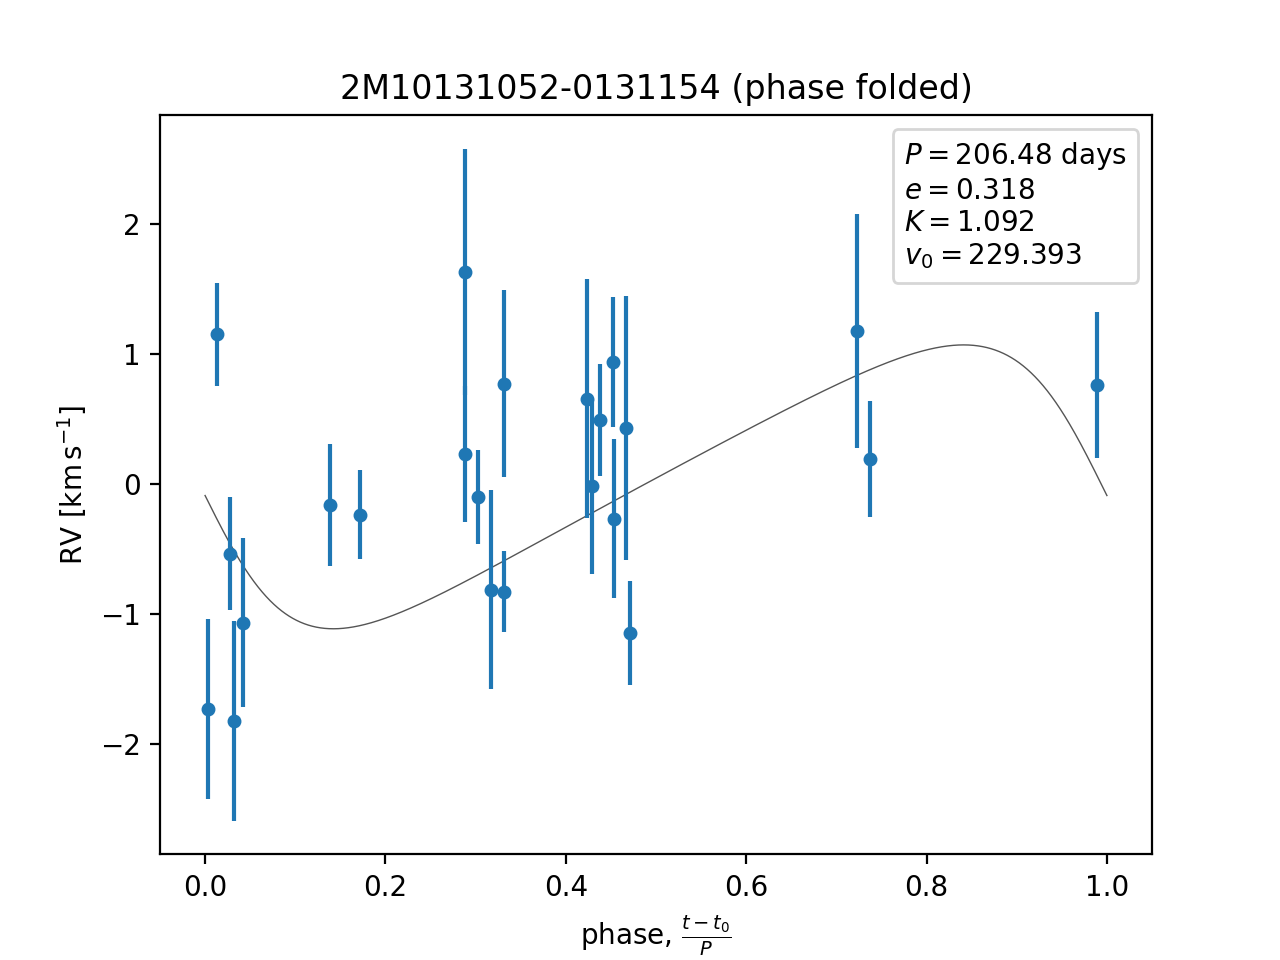 2M10131052-0131154 (phase folded)
P = 206.48 days
e = 0.318
K = 1.092
v₀ = 229.393
RV [km s⁻¹]
2
1
0
−1
−2
0.0 0.2 0.4 0.6 0.8 1.0
phase, (t − t₀)/P